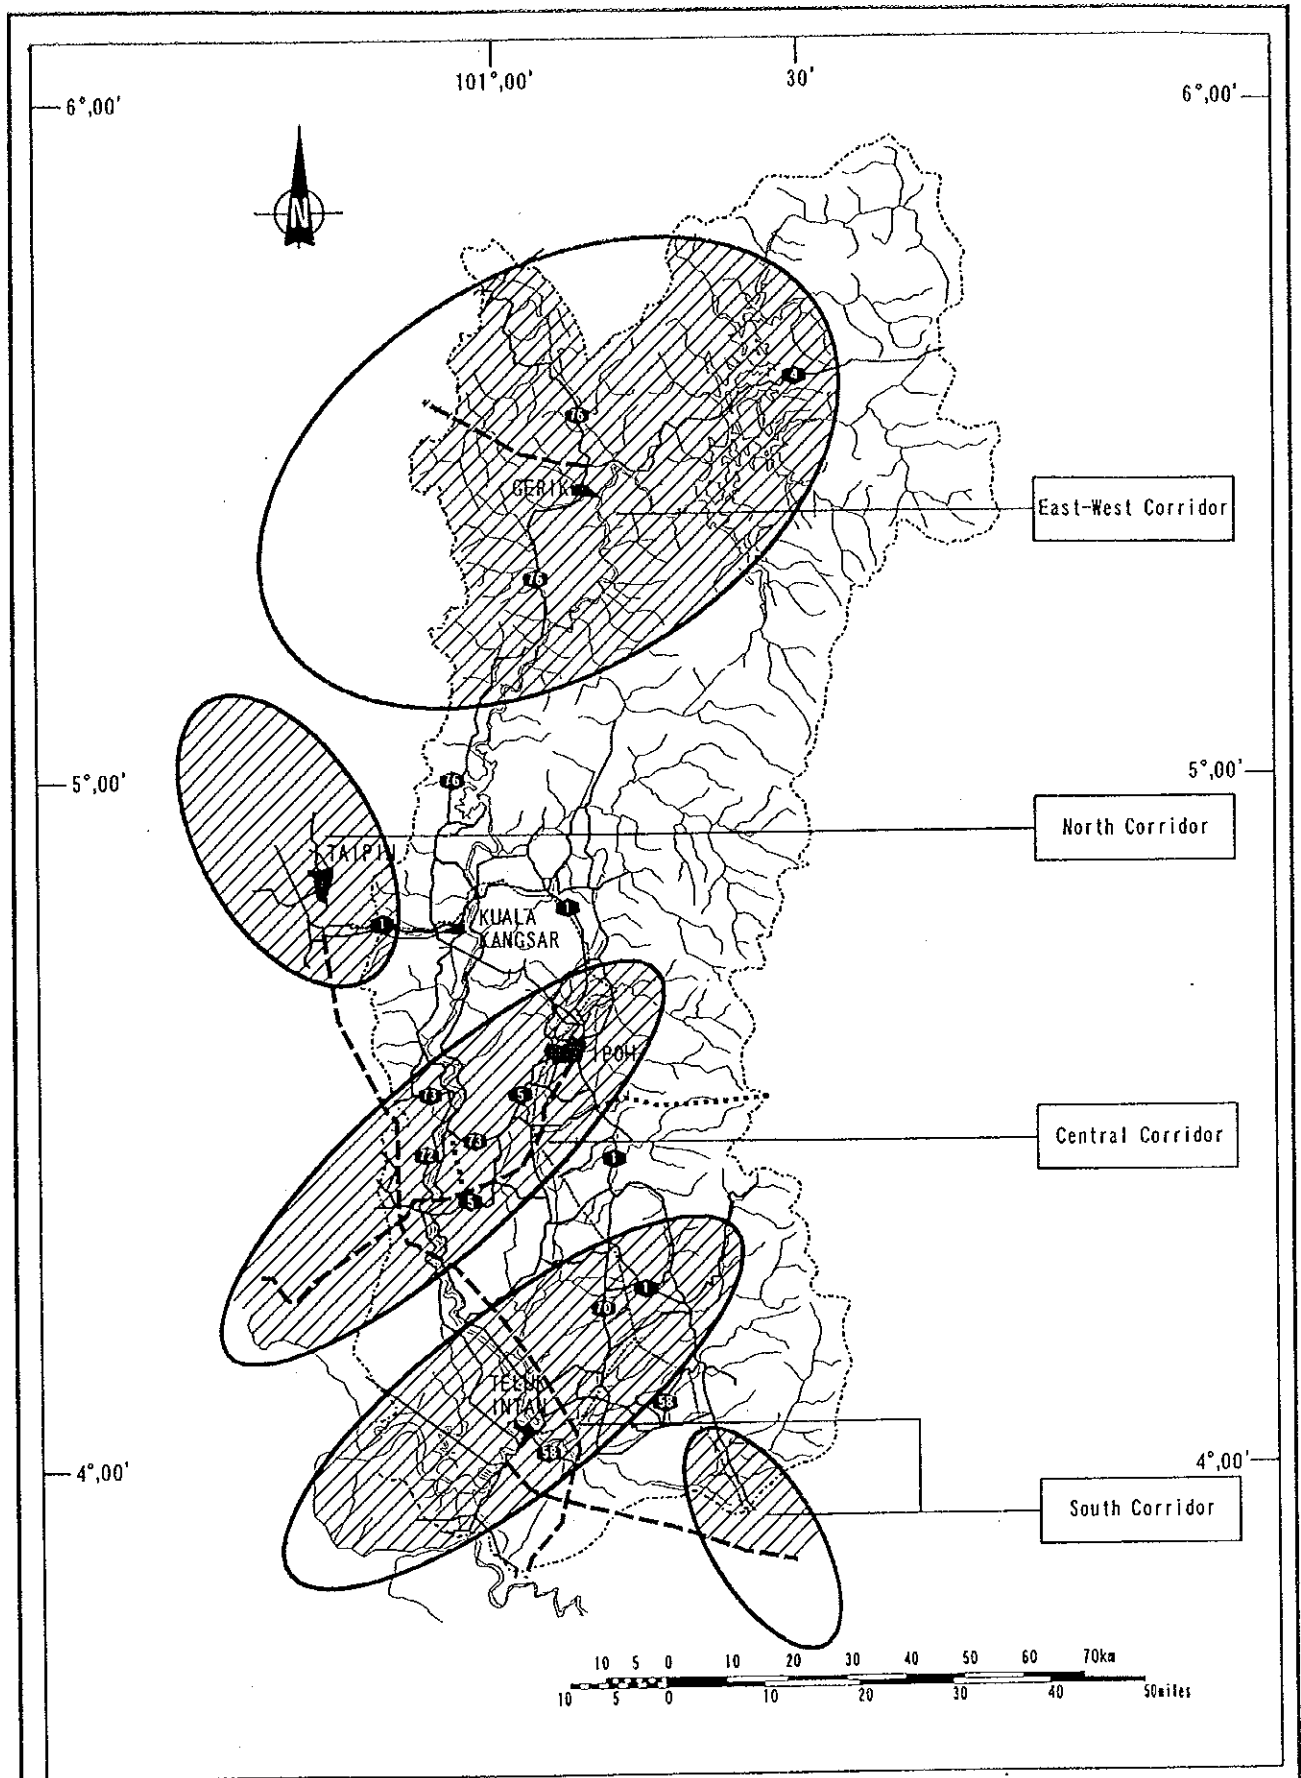 101°,00'
30'
6°,00'
6°,00'
N
4
76
GERIK
East-West Corridor
76
5°,00'
76
5°,00'
North Corridor
TAIPIN
1
KUALA
KANGSAR
1
IPOH
73
5
Central Corridor
73
72
1
5
1
70
TELUK
INTAN
58
58
4°,00'
4°,00'
South Corridor
10 5 0 10 20 30 40 50 60 70km
10 5 0 10 20 30 40 50miles